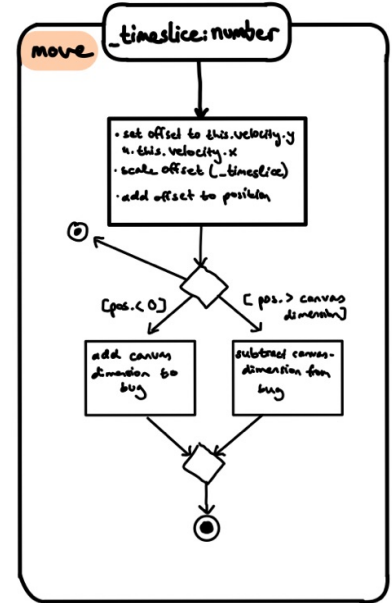 _timeslice: number
move
• set offset to this.velocity.y
u. this.velocity.x
• scale offset (_timeslice)
• add offset to position
[pos. < 0]
[pos. > canvas
dimension]
add canvas
dimension to
bug
subtract canvas-
dimension from
bug